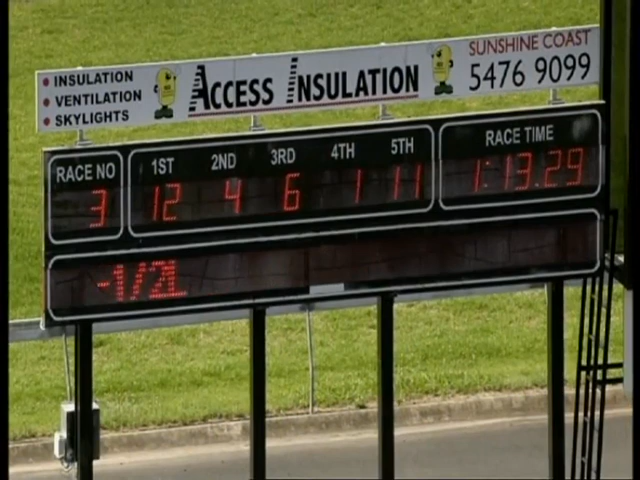 INSULATION
VENTILATION
SKYLIGHTS
ACCESS INSULATION
SUNSHINE COAST
5476 9099
RACE NO 1ST 2ND 3RD 4TH 5TH RACE TIME
3 12 4 6 1 11 1:13.29
-1/2L